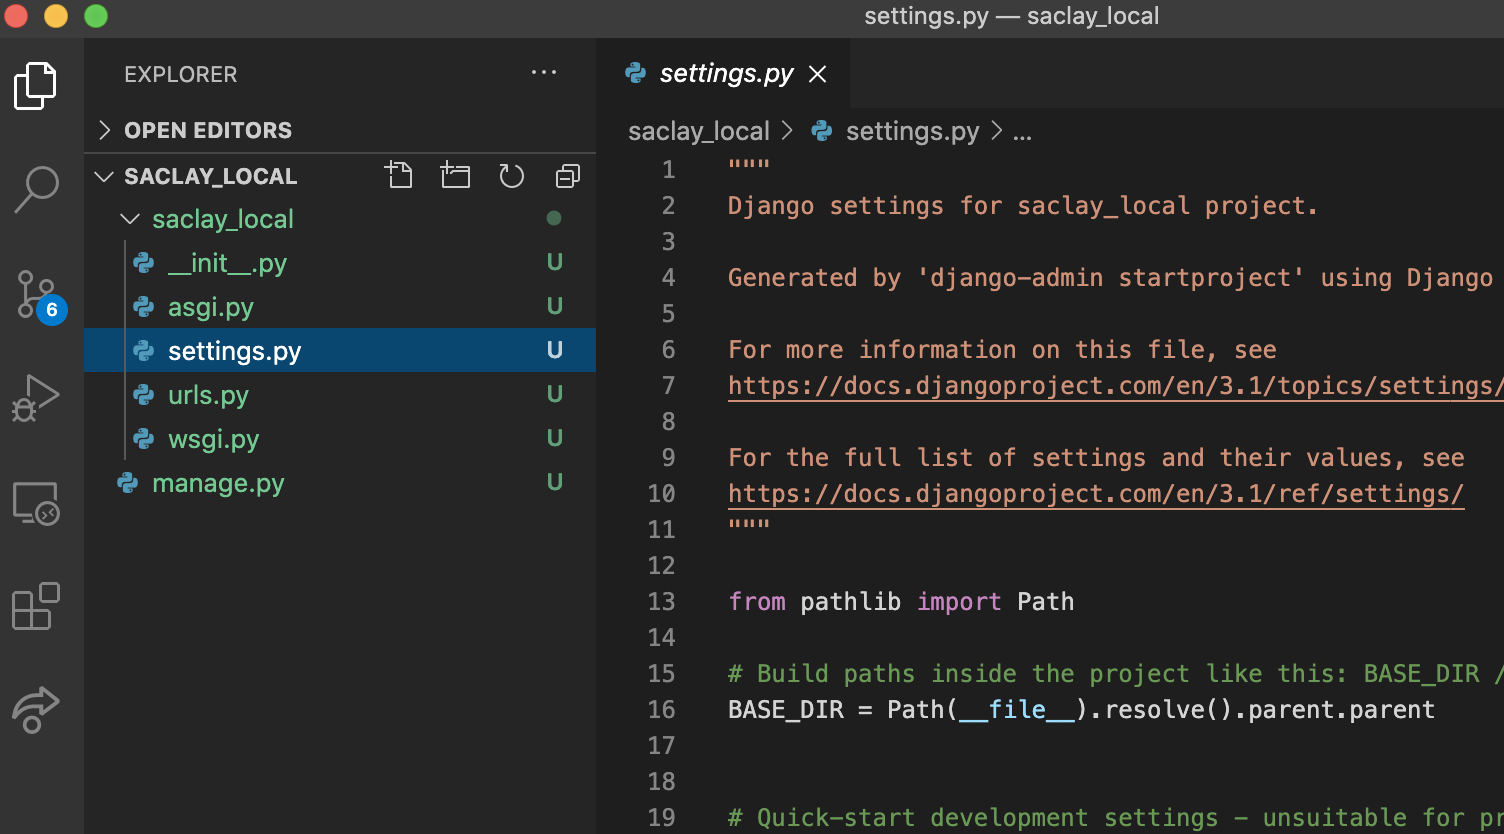 settings.py — saclay_local
EXPLORER
...
OPEN EDITORS
SACLAY_LOCAL
saclay_local
__init__.py U
asgi.py U
settings.py U
urls.py U
wsgi.py U
manage.py U
6
settings.py
saclay_local > settings.py > ...
1 """
2 Django settings for saclay_local project.
3
4 Generated by 'django-admin startproject' using Django
5
6 For more information on this file, see
7 https://docs.djangoproject.com/en/3.1/topics/settings/
8
9 For the full list of settings and their values, see
10 https://docs.djangoproject.com/en/3.1/ref/settings/
11 """
12
13 from pathlib import Path
14
15 # Build paths inside the project like this: BASE_DIR /
16 BASE_DIR = Path(__file__).resolve().parent.parent
17
18
19 # Quick-start development settings - unsuitable for pr